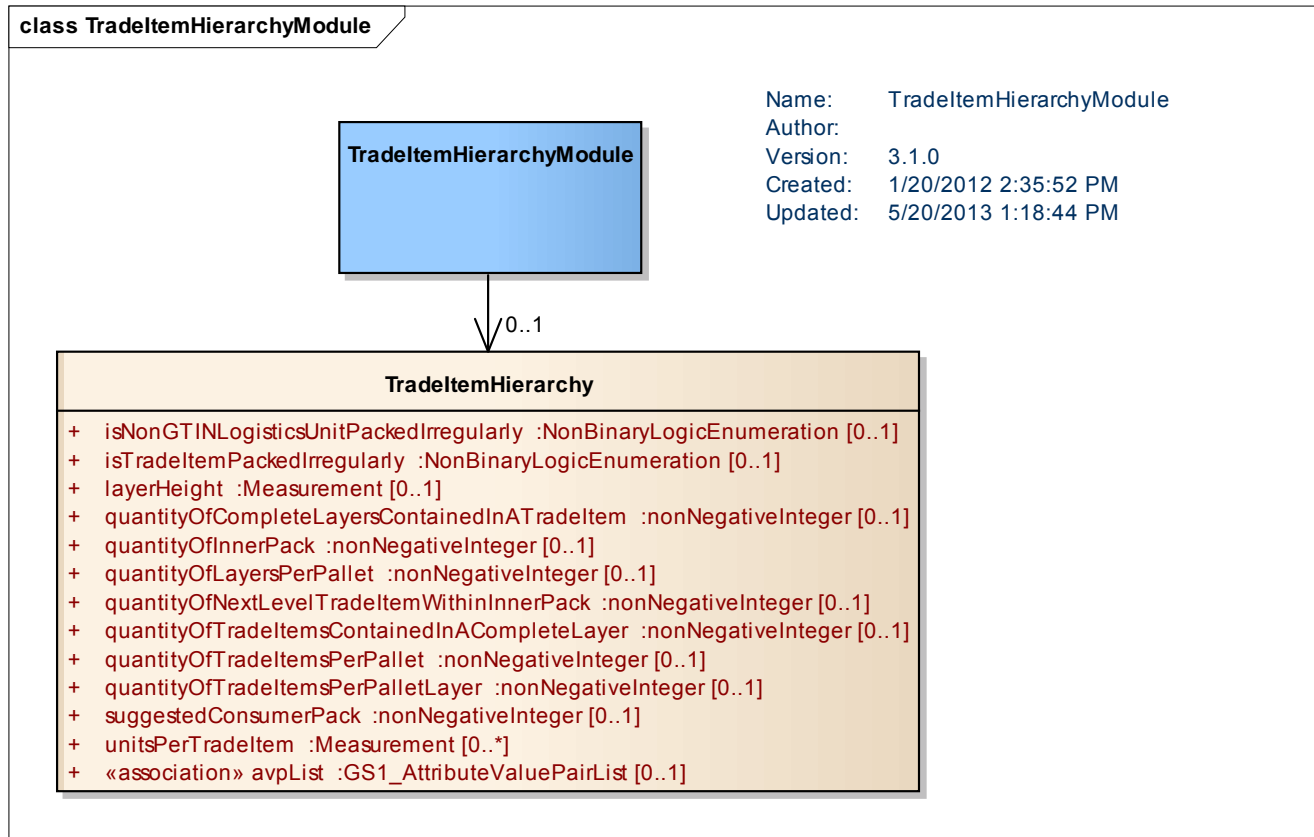 class TradeItemHierarchyModule
Name: TradeItemHierarchyModule
Author:
Version: 3.1.0
Created: 1/20/2012 2:35:52 PM
Updated: 5/20/2013 1:18:44 PM
TradeItemHierarchyModule
0..1
TradeItemHierarchy
+ isNonGTINLogisticsUnitPackedIrregularly :NonBinaryLogicEnumeration [0..1]
+ isTradeItemPackedIrregularly :NonBinaryLogicEnumeration [0..1]
+ layerHeight :Measurement [0..1]
+ quantityOfCompleteLayersContainedInATradeItem :nonNegativeInteger [0..1]
+ quantityOfInnerPack :nonNegativeInteger [0..1]
+ quantityOfLayersPerPallet :nonNegativeInteger [0..1]
+ quantityOfNextLevelTradeItemWithinInnerPack :nonNegativeInteger [0..1]
+ quantityOfTradeItemsContainedInACompleteLayer :nonNegativeInteger [0..1]
+ quantityOfTradeItemsPerPallet :nonNegativeInteger [0..1]
+ quantityOfTradeItemsPerPalletLayer :nonNegativeInteger [0..1]
+ suggestedConsumerPack :nonNegativeInteger [0..1]
+ unitsPerTradeItem :Measurement [0..*]
+ «association» avpList :GS1_AttributeValuePairList [0..1]